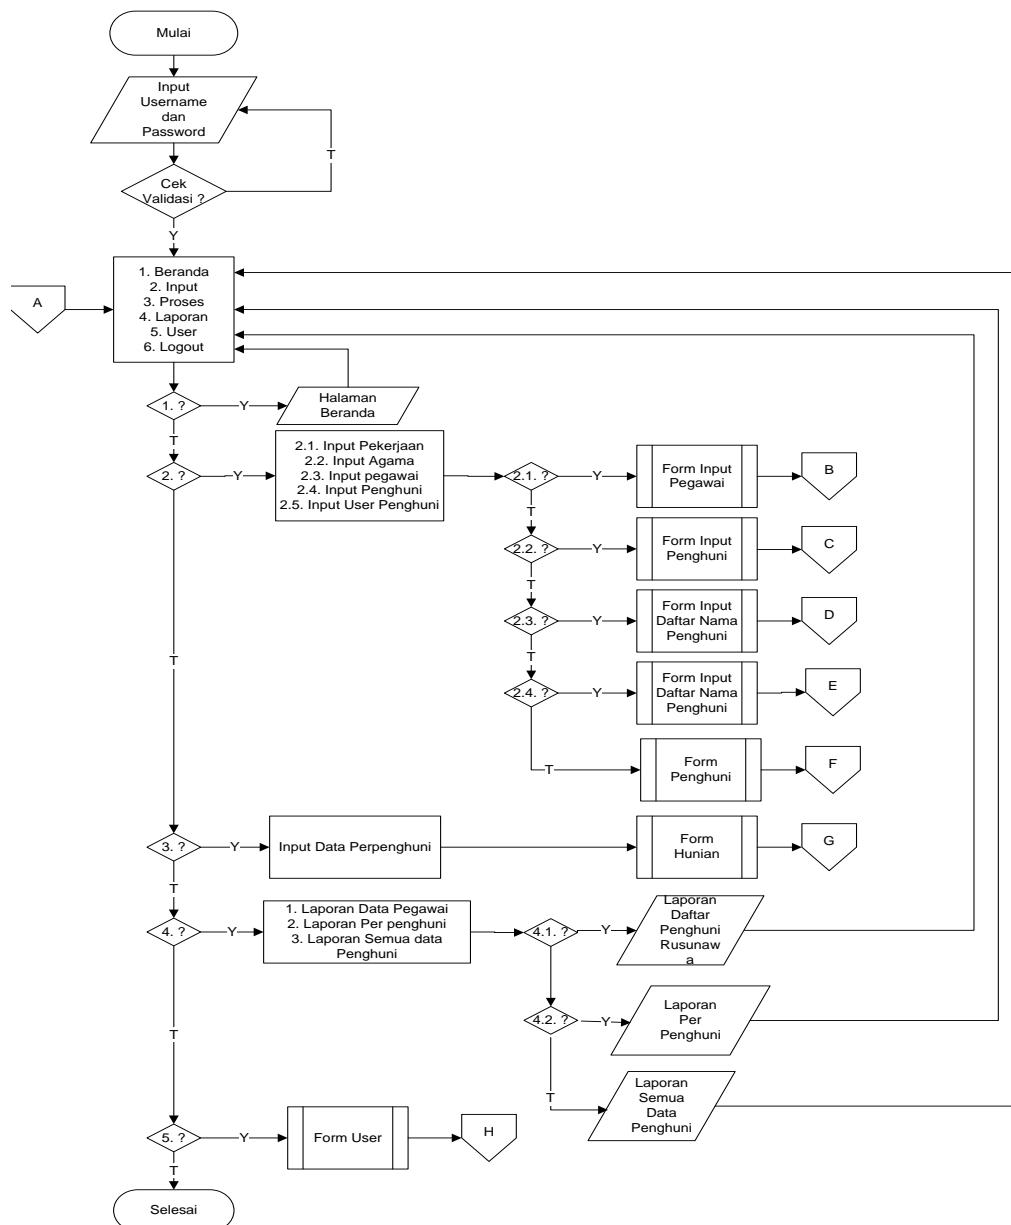 Mulai
Input
Username
dan
Password
T
Cek
Validasi ?
Y
1. Beranda
2. Input
3. Proses
4. Laporan
5. User
6. Logout
A
1. ?
Y
Halaman
Beranda
T
2. ?
Y
2.1. Input Pekerjaan
2.2. Input Agama
2.3. Input pegawai
2.4. Input Penghuni
2.5. Input User Penghuni
2.1. ?
Y
Form Input
Pegawai
B
T
2.2. ?
Y
Form Input
Penghuni
C
T
2.3. ?
Y
Form Input
Daftar Nama
Penghuni
D
T
2.4. ?
Y
Form Input
Daftar Nama
Penghuni
E
T
Form
Penghuni
F
T
3. ?
Y
Input Data Perpenghuni
Form
Hunian
G
T
4. ?
Y
1. Laporan Data Pegawai
2. Laporan Per penghuni
3. Laporan Semua data
Penghuni
4.1. ?
Y
Laporan
Daftar
Penghuni
Rusunaw
a
4.2. ?
Y
Laporan
Per
Penghuni
T
Laporan
Semua
Data
Penghuni
T
5. ?
Y
Form User
H
T
Selesai